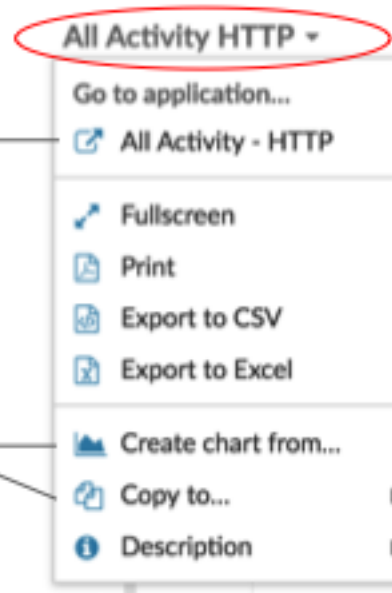 All Activity HTTP
Go to application...
All Activity - HTTP
Fullscreen
Print
Export to CSV
Export to Excel
Create chart from...
Copy to...
Description